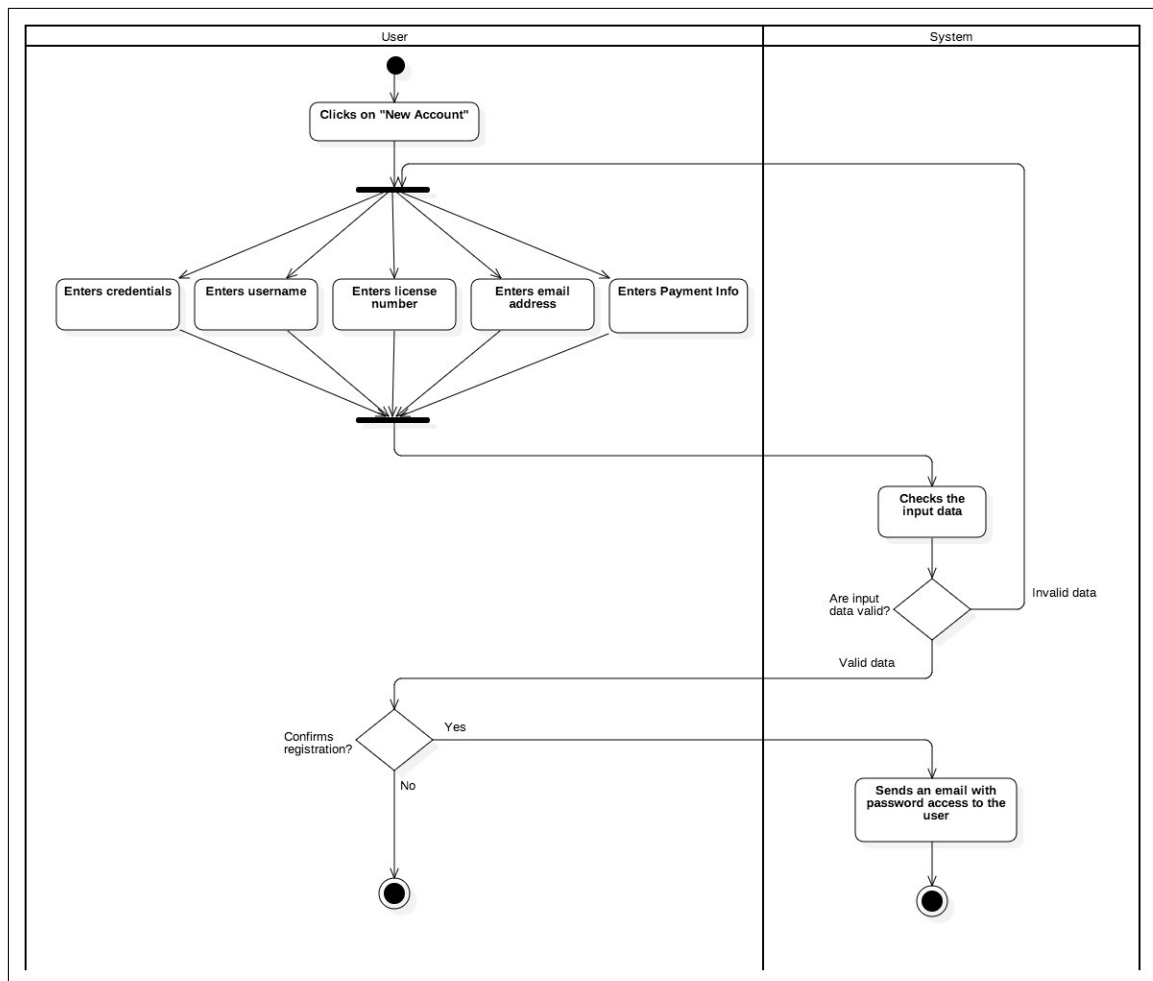 User
System
Clicks on "New Account"
Enters credentials
Enters username
Enters license
number
Enters email
address
Enters Payment Info
Checks the
input data
Are input
data valid?
Invalid data
Valid data
Confirms
registration?
Yes
No
Sends an email with
password access to the
user